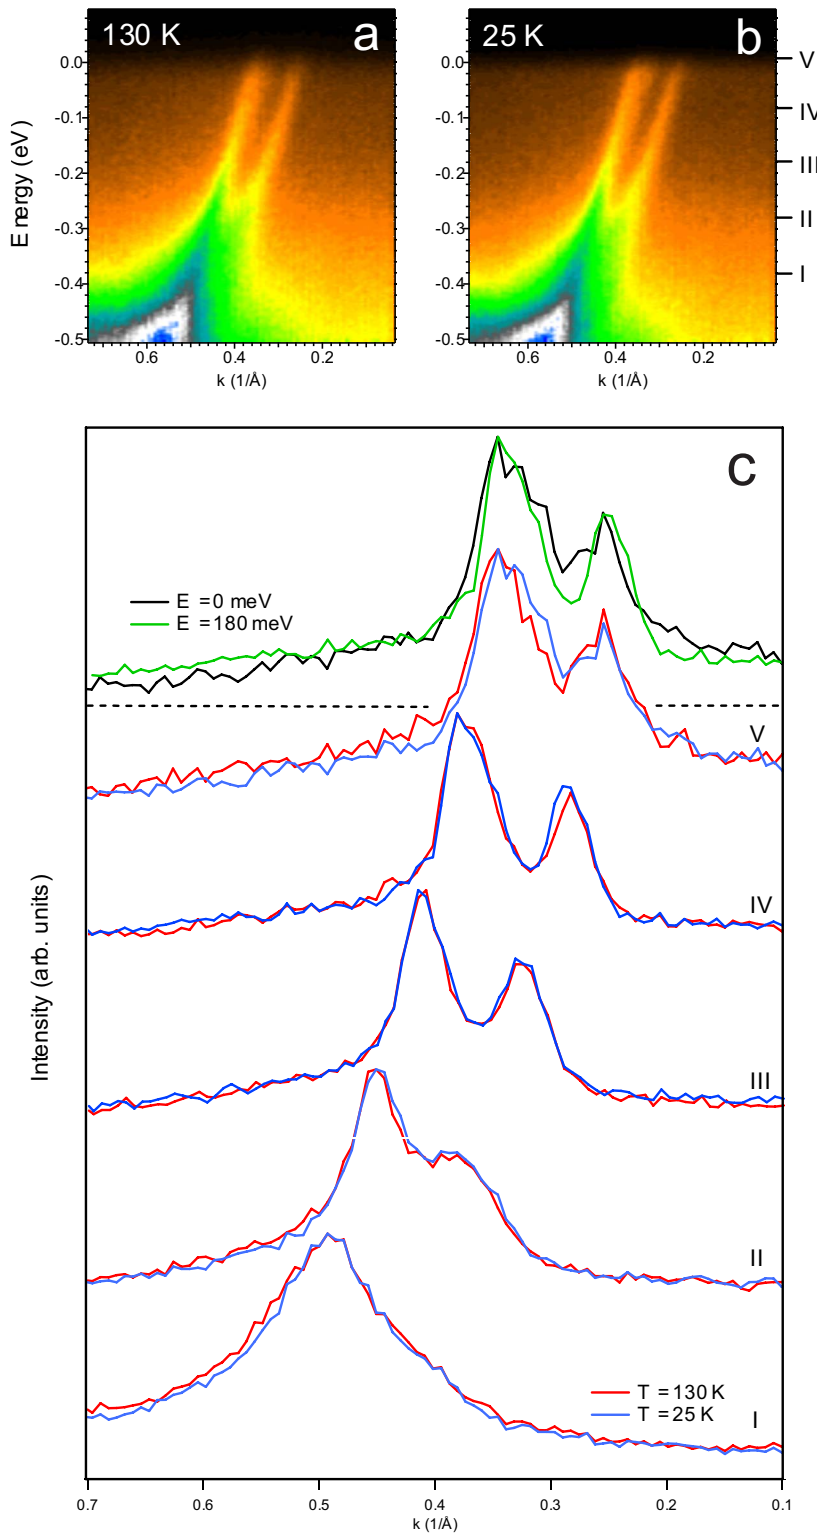 130 K
a
25 K
b
0.0
-0.1
-0.2
-0.3
-0.4
-0.5
Energy (eV)
0.6
0.4
0.2
k (1/Å)
0.0
-0.1
-0.2
-0.3
-0.4
-0.5
0.6
0.4
0.2
k (1/Å)
V
IV
III
II
I
c
E = 0 meV
E = 180 meV
V
IV
III
II
I
T = 130 K
T = 25 K
Intensity (arb. units)
0.7
0.6
0.5
0.4
0.3
0.2
0.1
k (1/Å)